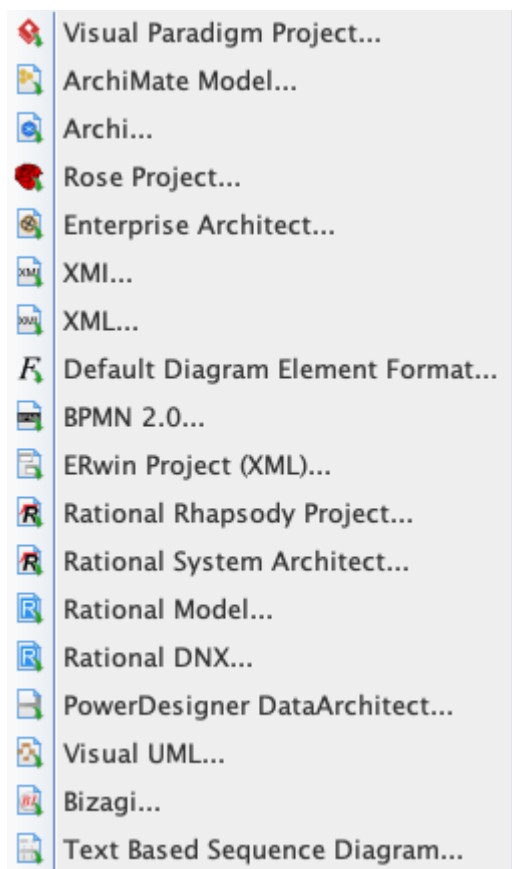 Visual Paradigm Project...
ArchiMate Model...
Archi...
Rose Project...
Enterprise Architect...
XMI...
XML...
Default Diagram Element Format...
BPMN 2.0...
ERwin Project (XML)...
Rational Rhapsody Project...
Rational System Architect...
Rational Model...
Rational DNX...
PowerDesigner DataArchitect...
Visual UML...
Bizagi...
Text Based Sequence Diagram...